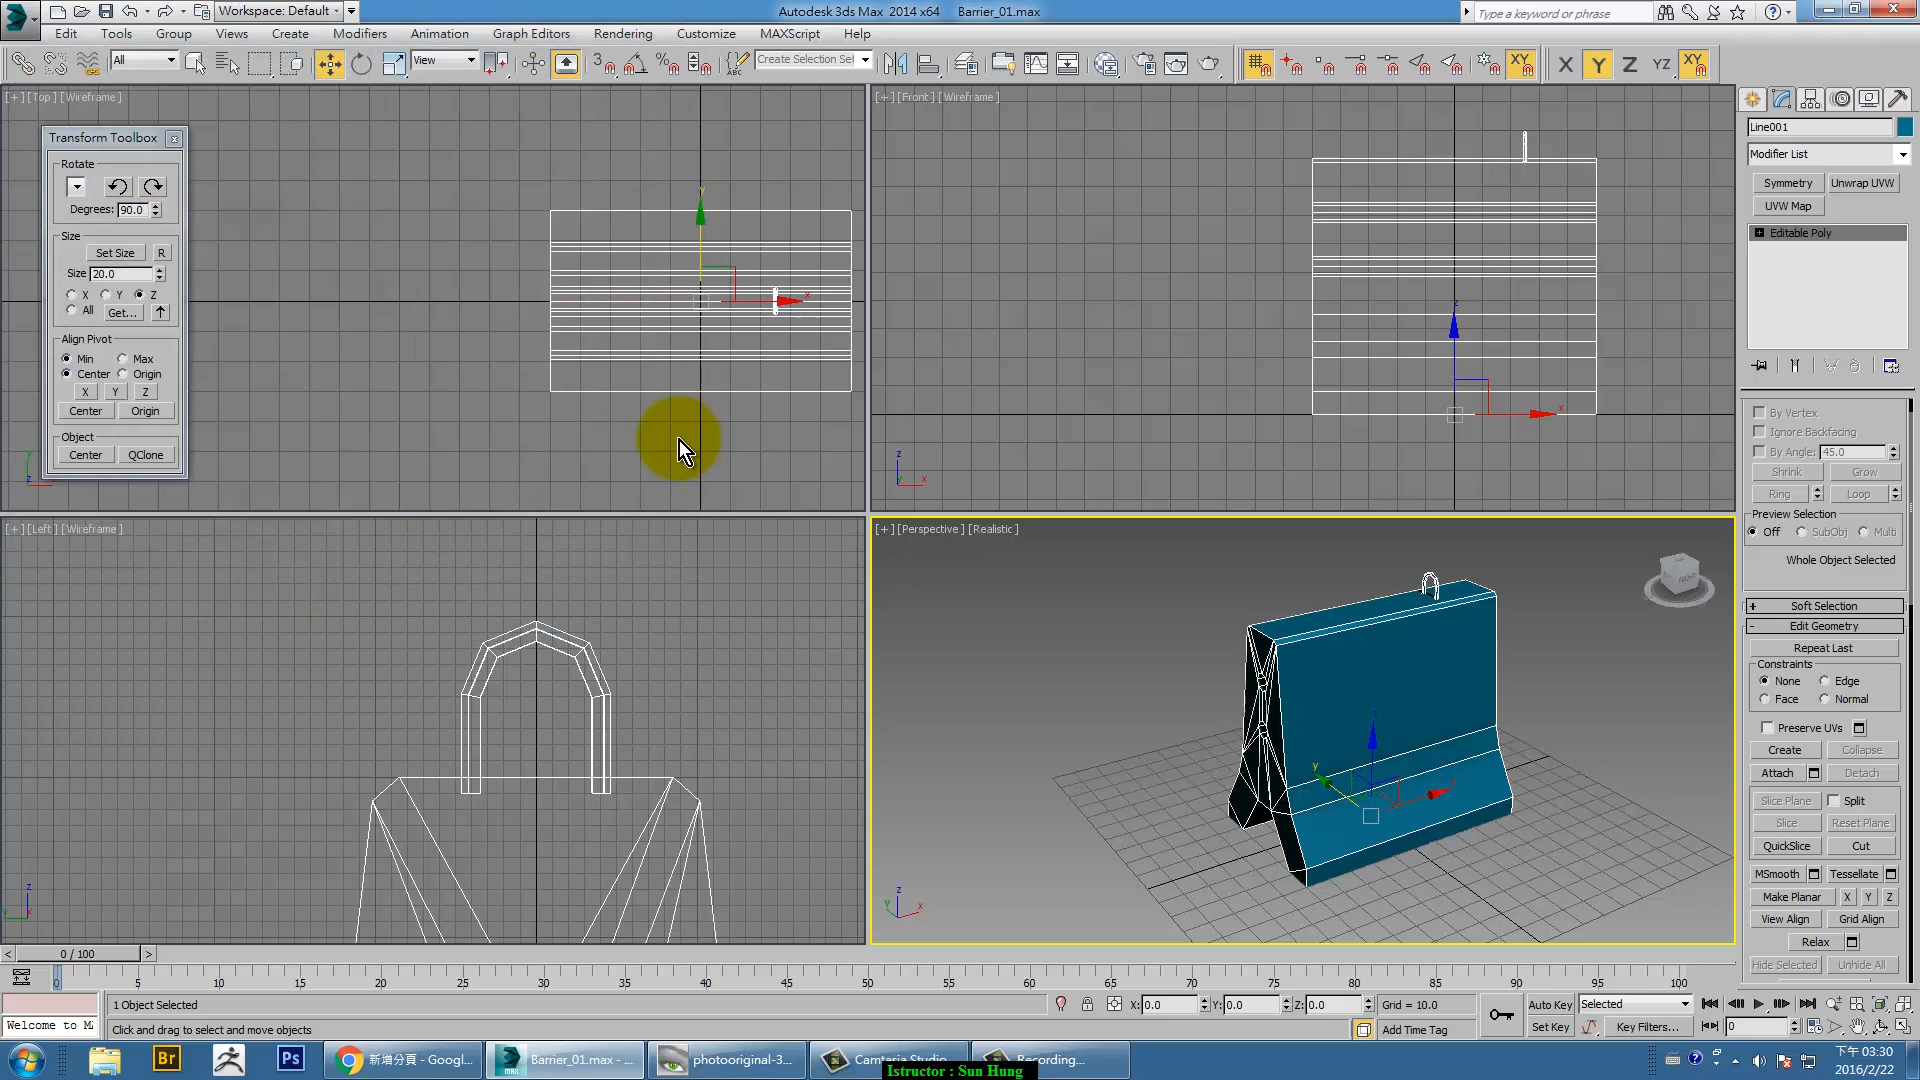 Workspace: Default
Autodesk 3ds Max 2014 x64 Barrier_01.max
Type a keyword or phrase
Edit Tools Group Views Create Modifiers Animation Graph Editors Rendering Customize MAXScript Help
All View 3 ABC Create Selection Set XY X Y Z YZ XY
[+][Top][Wireframe]
[+][Front][Wireframe]
Transform Toolbox
Rotate
Degrees: 90.0
Size
Set Size R
Size 20.0
X Y Z
All Get...
Align Pivot
Min Max
Center Origin
X Y Z
Center Origin
Object
Center QClone
[+][Left][Wireframe]
[+][Perspective][Realistic]
FRONT
Line001
Modifier List
Symmetry Unwrap UVW
UVW Map
Editable Poly
By Vertex
Ignore Backfacing
By Angle: 45.0
Shrink Grow
Ring Loop
Preview Selection
Off SubObj Multi
Whole Object Selected
+ Soft Selection
- Edit Geometry
Repeat Last
Constraints
None Edge
Face Normal
Preserve UVs
Create Collapse
Attach Detach
Slice Plane Split
Slice Reset Plane
QuickSlice Cut
MSmooth Tessellate
Make Planar X Y Z
View Align Grid Align
Relax
Hide Selected Unhide All
< 0 / 100 >
0 5 10 15 20 25 30 35 40 45 50 55 60 65 70 75 80 85 90 95 100
1 Object Selected X: 0.0 Y: 0.0 Z: 0.0 Grid = 10.0 Auto Key Selected
Welcome to M Click and drag to select and move objects Add Time Tag Set Key Key Filters... 0
Br Ps 新增分頁 - Googl... Barrier_01.max - ... photooriginal-3... Camtasia Studio Recording...
下午 03:30
2016/2/22
Istructor : Sun Hung